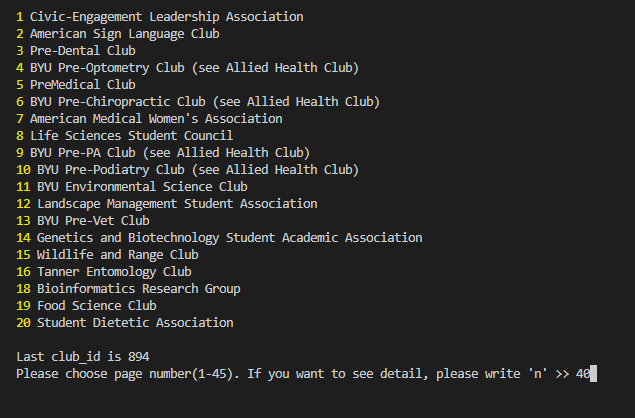 1 Civic-Engagement Leadership Association
2 American Sign Language Club
3 Pre-Dental Club
4 BYU Pre-Optometry Club (see Allied Health Club)
5 PreMedical Club
6 BYU Pre-Chiropractic Club (see Allied Health Club)
7 American Medical Women's Association
8 Life Sciences Student Council
9 BYU Pre-PA Club (see Allied Health Club)
10 BYU Pre-Podiatry Club (see Allied Health Club)
11 BYU Environmental Science Club
12 Landscape Management Student Association
13 BYU Pre-Vet Club
14 Genetics and Biotechnology Student Academic Association
15 Wildlife and Range Club
16 Tanner Entomology Club
18 Bioinformatics Research Group
19 Food Science Club
20 Student Dietetic Association
Last club_id is 894
Please choose page number(1-45). If you want to see detail, please write 'n' >> 40